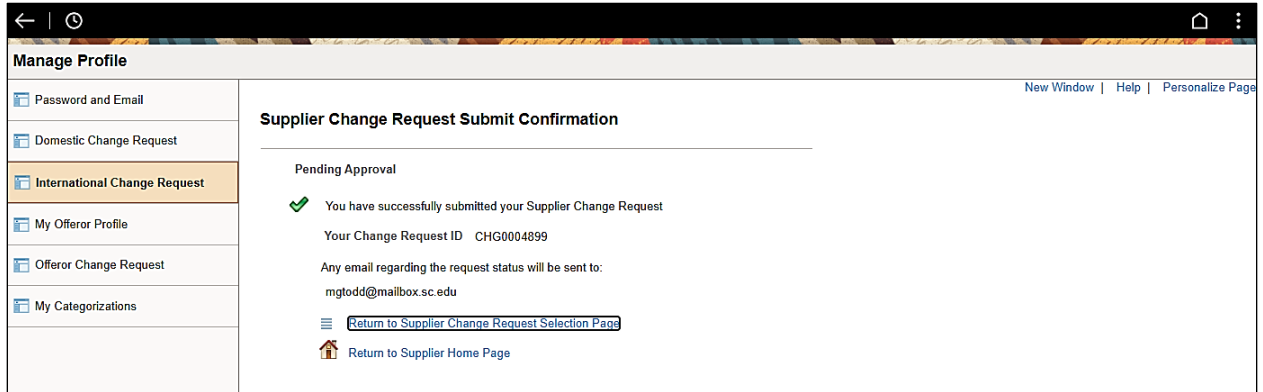 Manage Profile
New Window | Help | Personalize Page
Password and Email
Domestic Change Request
International Change Request
My Offeror Profile
Offeror Change Request
My Categorizations
Supplier Change Request Submit Confirmation
Pending Approval
You have successfully submitted your Supplier Change Request
Your Change Request ID CHG0004899
Any email regarding the request status will be sent to:
mgtodd@mailbox.sc.edu
Return to Supplier Change Request Selection Page
Return to Supplier Home Page